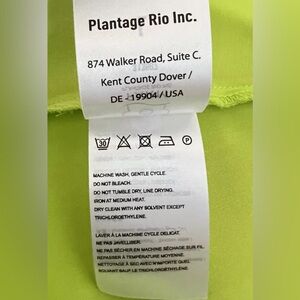 Plantage Rio Inc.
874 Walker Road, Suite C.
Kent County Dover /
DE - 19904 / USA
30
P
MACHINE WASH, GENTLE CYCLE.
DO NOT BLEACH.
DO NOT TUMBLE DRY, LINE DRYING.
IRON AT MEDIUM HEAT.
DRY CLEAN WITH ANY SOLVENT EXCEPT
TRICHLOROETHYLENE.
LAVER À LA MACHINE CYCLE DELICAT.
NE PAS JAVELLISER.
NE PAS SÉCHER EN MACHINE SÉCHAGE SUR FIL.
REPASSER À TEMPERATURE MOYENNE.
NETTOYAGE À SEC AVEC N'IMPORTE QUEL
SOLVANT SAUF LE TRICHLOROÉTHYLÈNE.